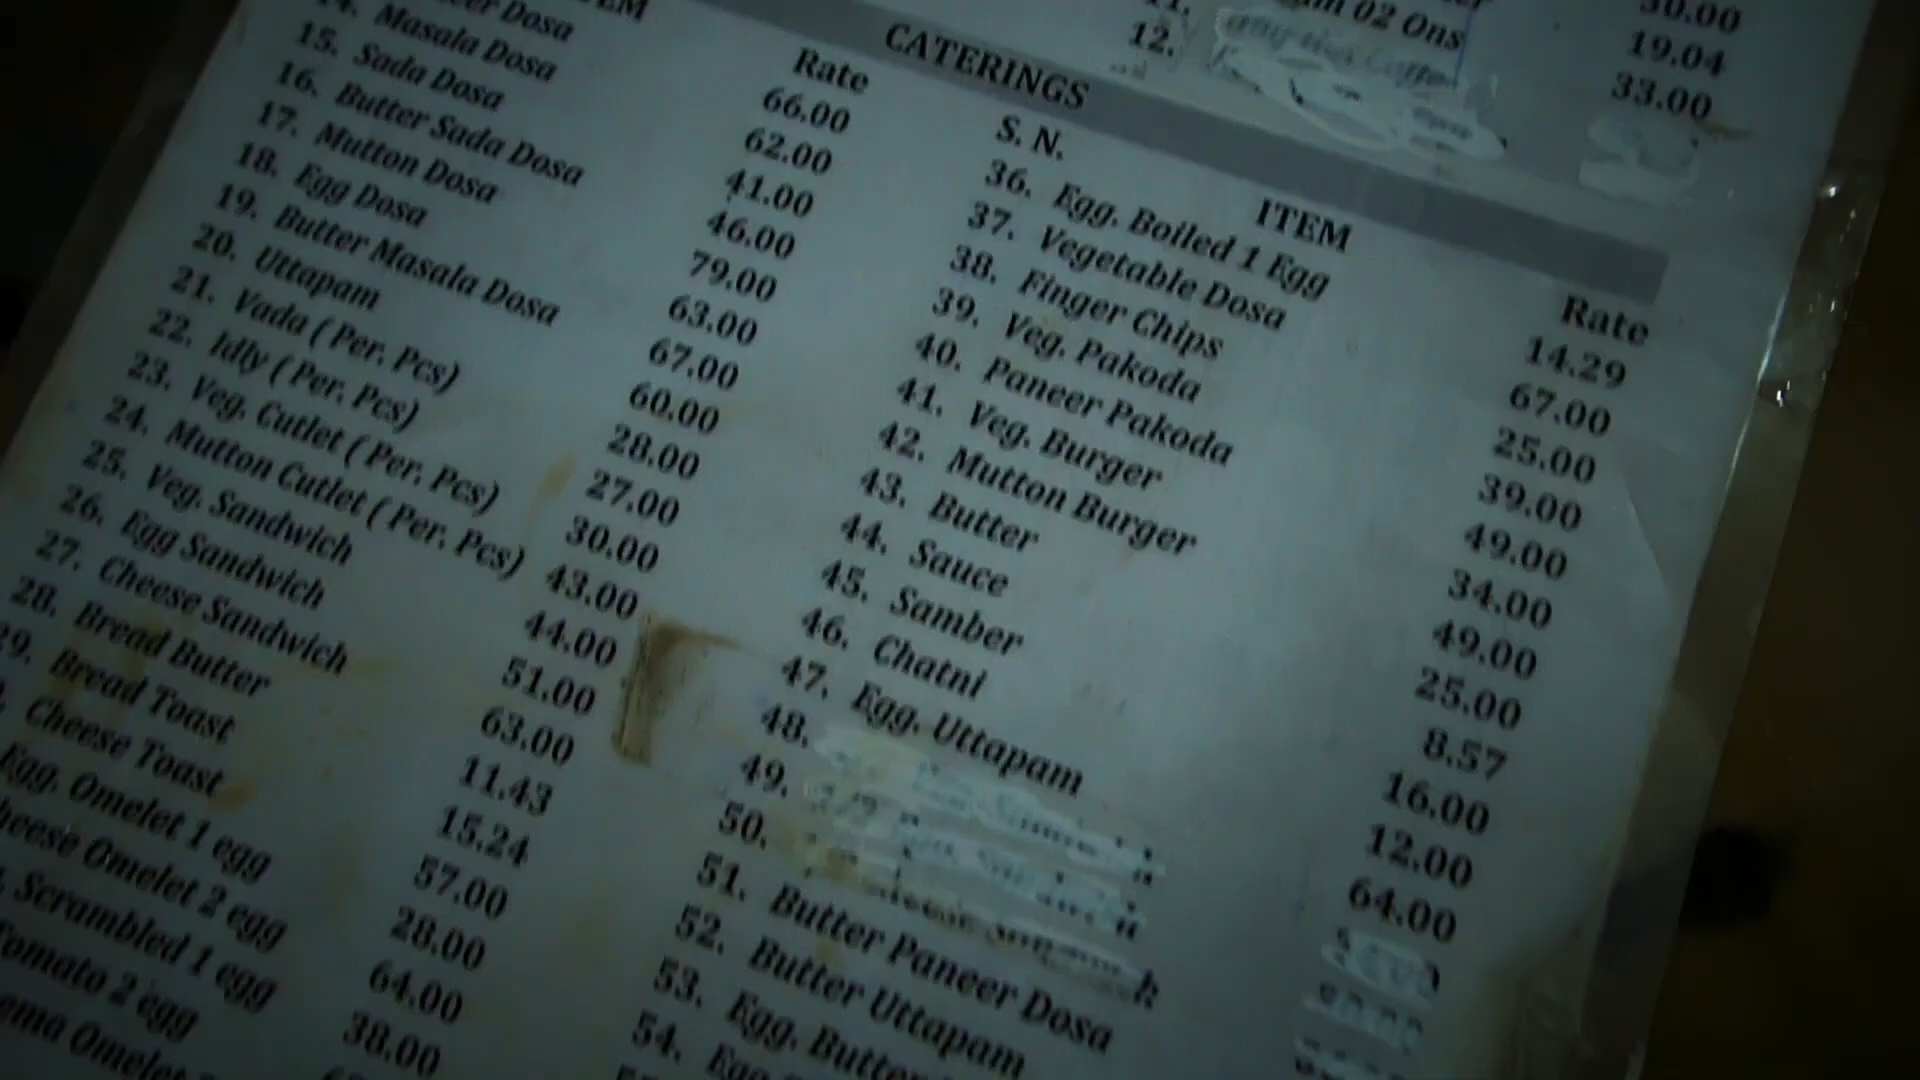 02 Ons 19.04
12. 33.00
CATERINGS
Rate
Dosa 66.00
14. Masala Dosa 62.00
15. Sada Dosa 41.00
16. Butter Sada Dosa 46.00
17. Mutton Dosa 79.00
18. Egg Dosa 63.00
19. Butter Masala Dosa 67.00
20. Uttapam 60.00
21. Vada ( Per. Pcs) 28.00
22. Idly ( Per. Pcs) 27.00
23. Veg. Cutlet ( Per. Pcs) 30.00
24. Mutton Cutlet ( Per. Pcs) 43.00
25. Veg. Sandwich 44.00
26. Egg Sandwich 51.00
27. Cheese Sandwich 63.00
28. Bread Butter 11.43
29. Bread Toast 15.24
Cheese Toast 57.00
Egg. Omelet 1 egg 28.00
Omelet 2 egg 64.00
Scrambled 1 egg 38.00
2 egg
Omelet
S. N. ITEM Rate
36. Egg. Boiled 1 Egg 14.29
37. Vegetable Dosa 67.00
38. Finger Chips 25.00
39. Veg. Pakoda 39.00
40. Paneer Pakoda 49.00
41. Veg. Burger 34.00
42. Mutton Burger 49.00
43. Butter 25.00
44. Sauce 8.57
45. Samber 16.00
46. Chatni 12.00
47. Egg. Uttapam 64.00
48.
49.
50.
51. Butter Paneer Dosa
52. Butter Uttapam
53. Egg. Butter
54. Egg